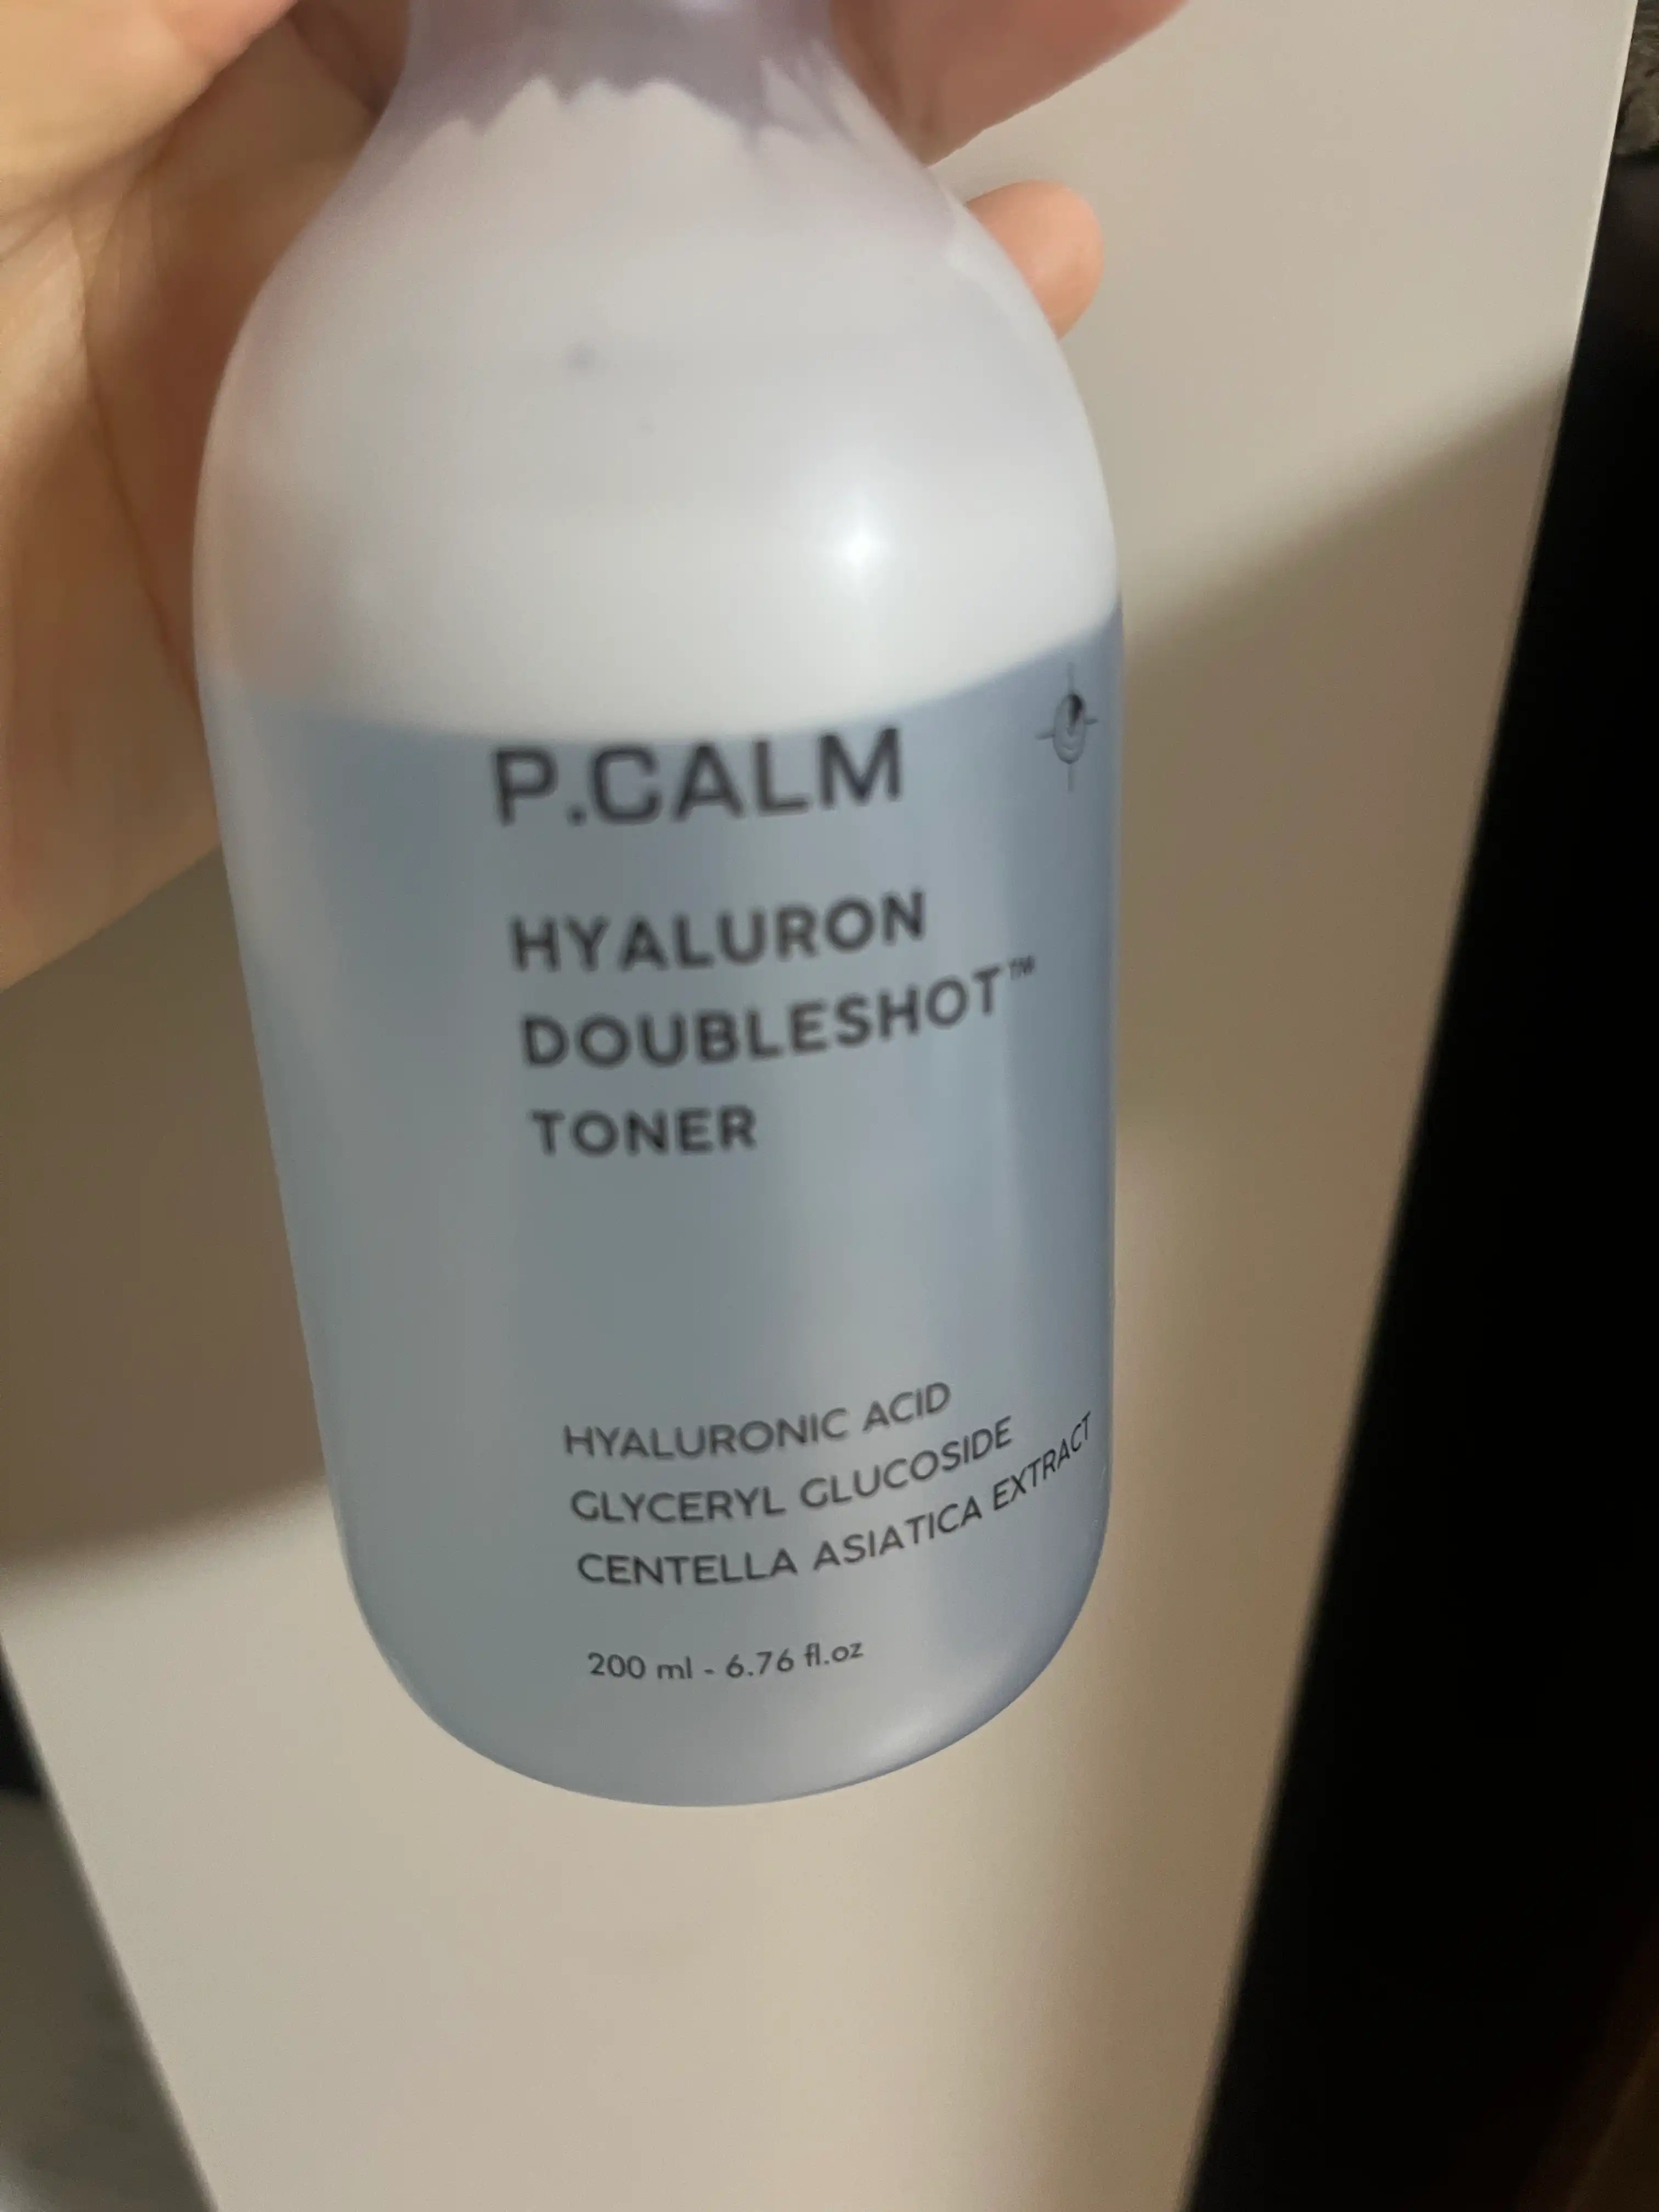 P.CALM
HYALURON
DOUBLESHOT™
TONER
HYALURONIC ACID
GLYCERYL GLUCOSIDE
CENTELLA ASIATICA EXTRACT
200 ml - 6.76 fl.oz